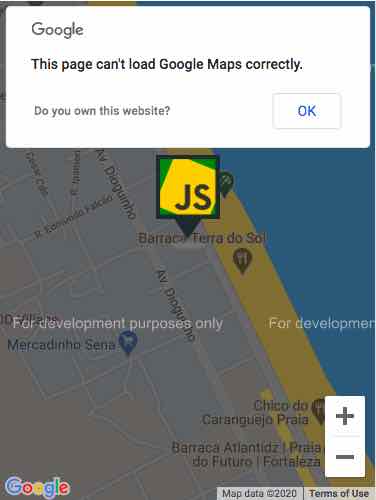 Google
This page can't load Google Maps correctly.
Do you own this website?
OK
Av. Dioguinho
R. Edmundo Falcão
JS
Barraca Terra do Sol
Av. Dioguinho
For development purposes only
For developmen
Mercadinho Sena
Chico do
Caranguejo Praia
Barraca Atlantidz | Praia
do Futuro | Fortaleza
+
−
Google
Map data ©2020
Terms of Use